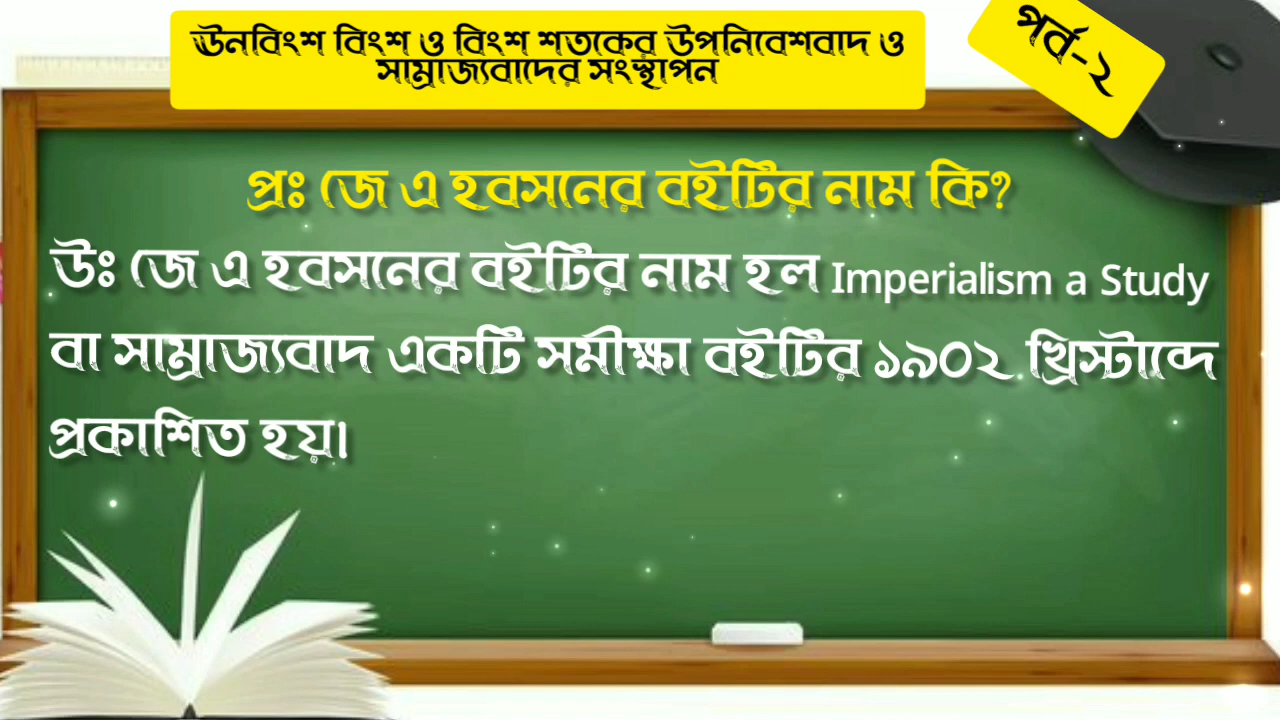 ঊনবিংশ বিংশ ও বিংশ শতকের উপনিবেশবাদ ও
সাম্রাজ্যবাদের সংস্থাপন
পর্ব-২
প্রঃ জে এ হবসনের বইটির নাম কি?
উঃ জে এ হবসনের বইটির নাম হল Imperialism a Study
বা সাম্রাজ্যবাদ একটি সমীক্ষা বইটির ১৯০২ খ্রিস্টাব্দে
প্রকাশিত হয়।